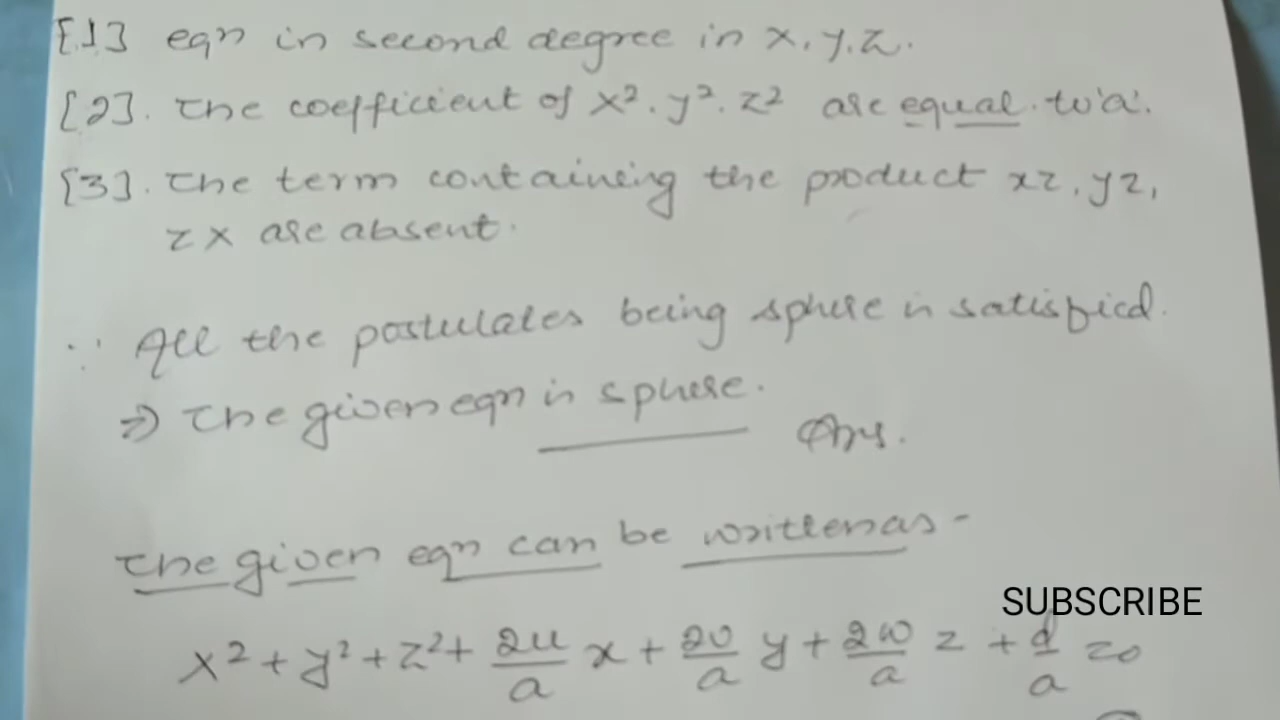 [1] eqn in second degree in x, y, z.
[2]. The coefficient of x². y². z² are equal to 'a'.
[3]. The term containing the product xz, yz,
zx are absent.
∴ All the postulates being sphere is satisfied.
⇒ The given eqn is sphere.
Ans.
The given eqn can be written as -
SUBSCRIBE
x² + y² + z² + 2u/a x + 2v/a y + 2w/a z + d/a = 0